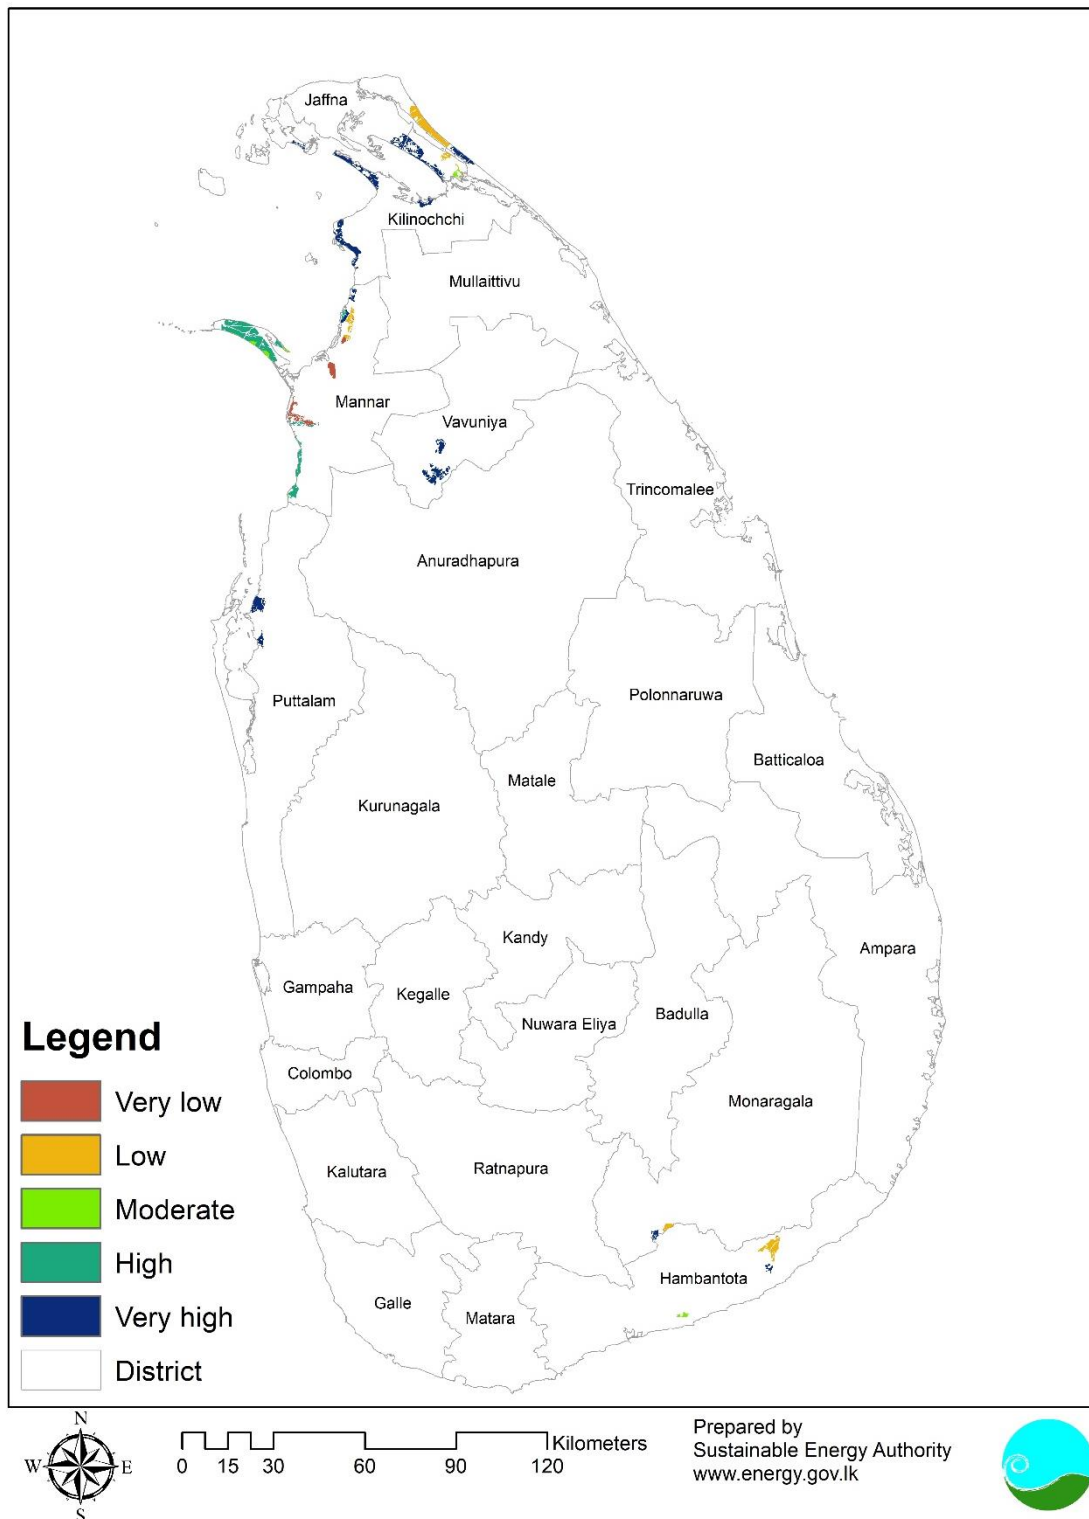 Jaffna
Kilinochchi
Mullaittivu
Mannar
Vavuniya
Trincomalee
Anuradhapura
Puttalam
Polonnaruwa
Batticaloa
Matale
Kurunagala
Kandy
Ampara
Gampaha
Kegalle
Nuwara Eliya
Badulla
Legend
Colombo
Very low
Monaragala
Low
Kalutara
Ratnapura
Moderate
High
Hambantota
Galle
Matara
Very high
District
N
W
E
S
Kilometers
0 15 30 60 90 120
Prepared by
Sustainable Energy Authority
www.energy.gov.lk